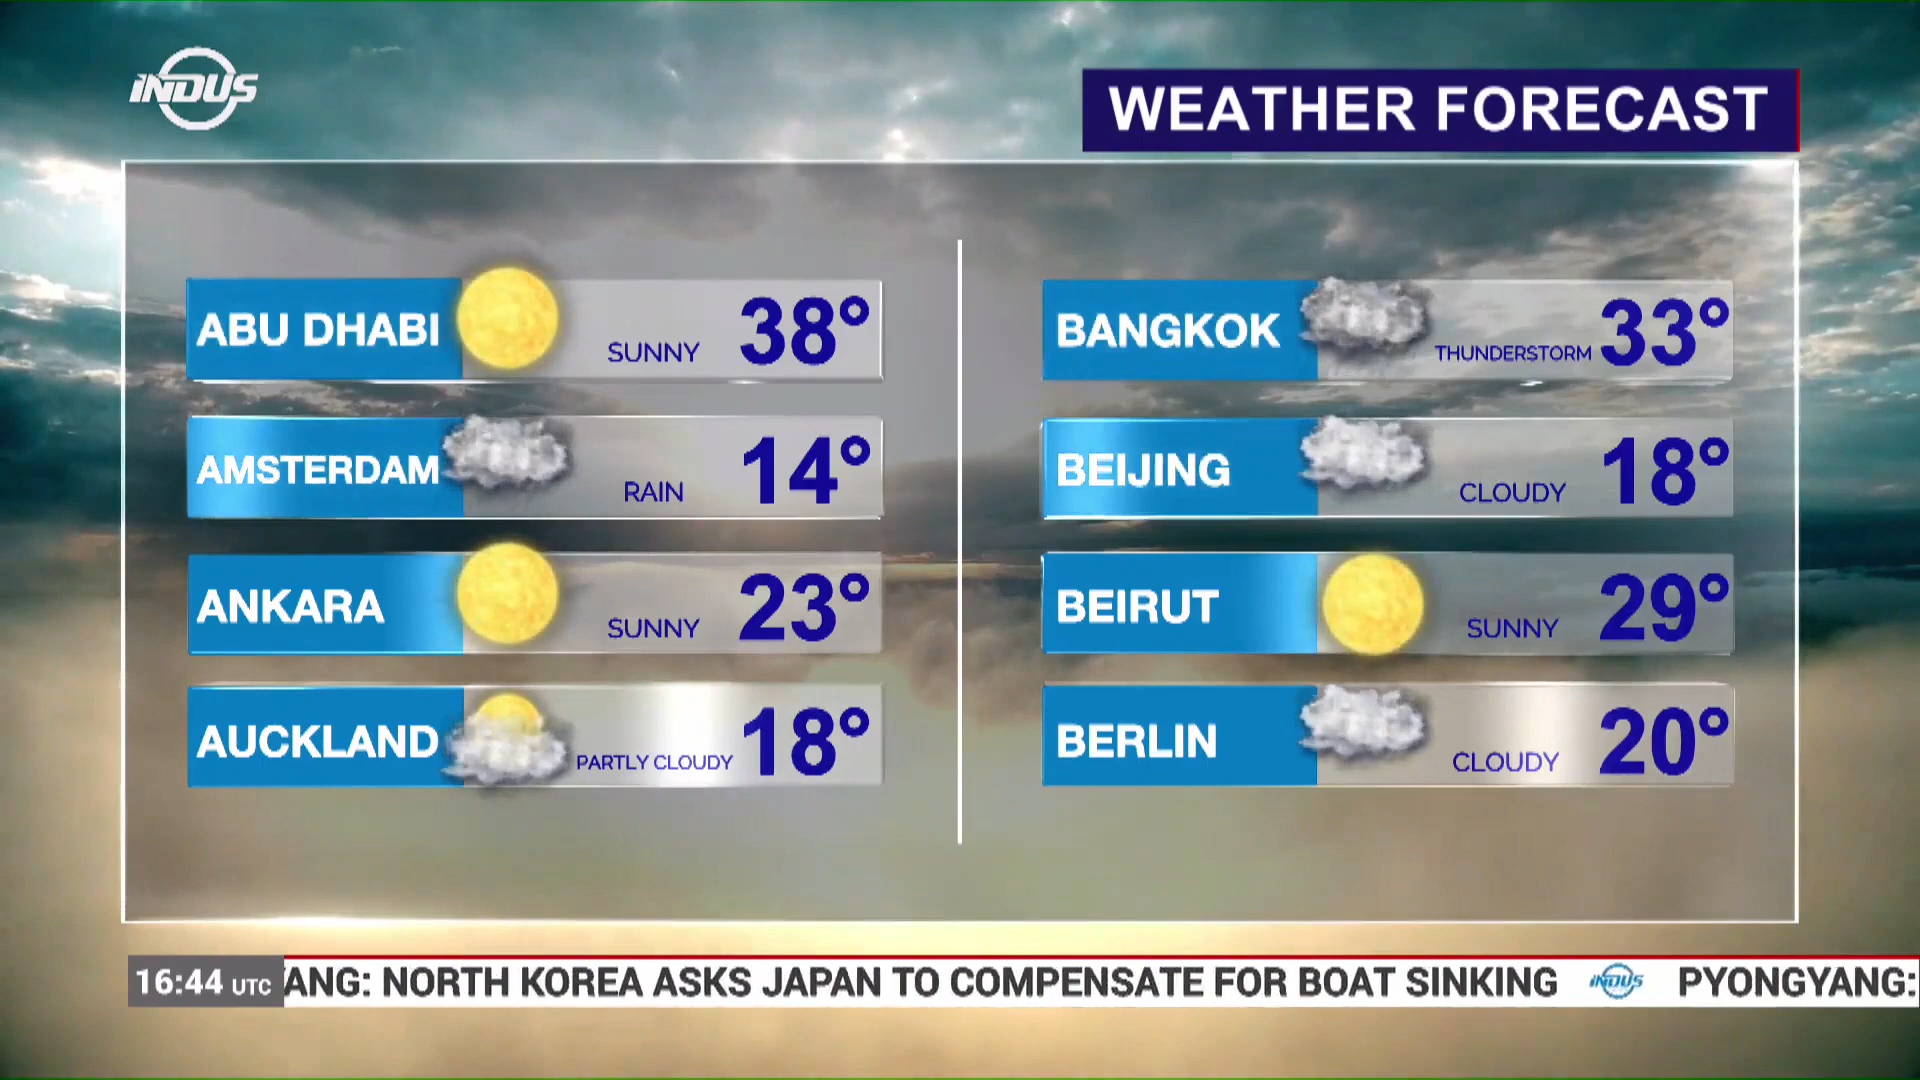 INDUS
WEATHER FORECAST
ABU DHABI SUNNY 38°
AMSTERDAM RAIN 14°
ANKARA SUNNY 23°
AUCKLAND PARTLY CLOUDY 18°
BANGKOK THUNDERSTORM 33°
BEIJING CLOUDY 18°
BEIRUT SUNNY 29°
BERLIN CLOUDY 20°
16:44 UTC ANG: NORTH KOREA ASKS JAPAN TO COMPENSATE FOR BOAT SINKING INDUS PYONGYANG: